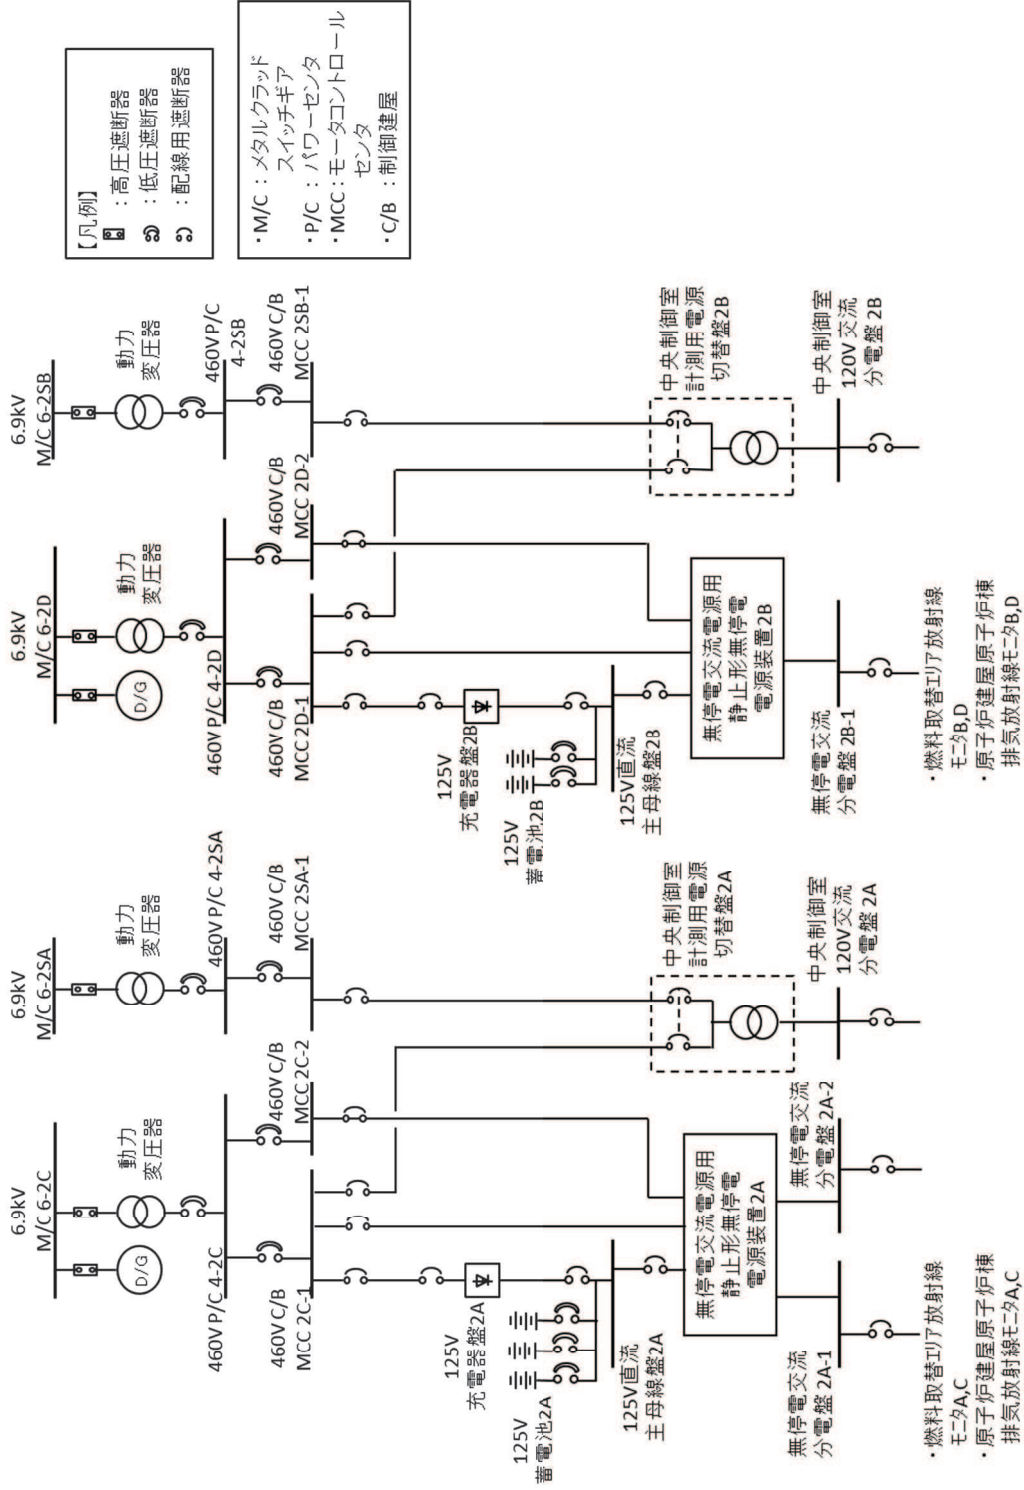 6.9kV
M/C 6-2C
D/G
動力
変圧器
460V P/C 4-2C
460V C/B
MCC 2C-1
460V C/B
MCC 2C-2
125V
充電器盤2A
125V
蓄電池2A
125V直流
主母線盤2A
無停電交流電源用
静止形無停電
電源装置2A
無停電交流
分電盤 2A-1
無停電交流
分電盤 2A-2
・燃料取替エリア放射線
モニタA,C
・原子炉建屋原子炉棟
排気放射線モニタA,C
6.9kV
M/C 6-2SA
動力
変圧器
460V P/C 4-2SA
460V C/B
MCC 2SA-1
中央制御室
計測用電源
切替盤2A
中央制御室
120V交流
分電盤 2A
6.9kV
M/C 6-2D
D/G
動力
変圧器
460V P/C 4-2D
460V C/B
MCC 2D-1
460V C/B
MCC 2D-2
125V
充電器盤2B
125V
蓄電池2B
125V直流
主母線盤2B
無停電交流電源用
静止形無停電
電源装置2B
無停電交流
分電盤 2B-1
・燃料取替エリア放射線
モニタB,D
・原子炉建屋原子炉棟
排気放射線モニタB,D
6.9kV
M/C 6-2SB
動力
変圧器
460V P/C
4-2SB
460V C/B
MCC 2SB-1
中央制御室
計測用電源
切替盤2B
中央制御室
120V交流
分電盤 2B
【凡例】
：高圧遮断器
：低圧遮断器
：配線用遮断器
・M/C：メタルクラッド
スイッチギア
・P/C：パワーセンタ
・MCC：モータコントロール
センタ
・C/B：制御建屋